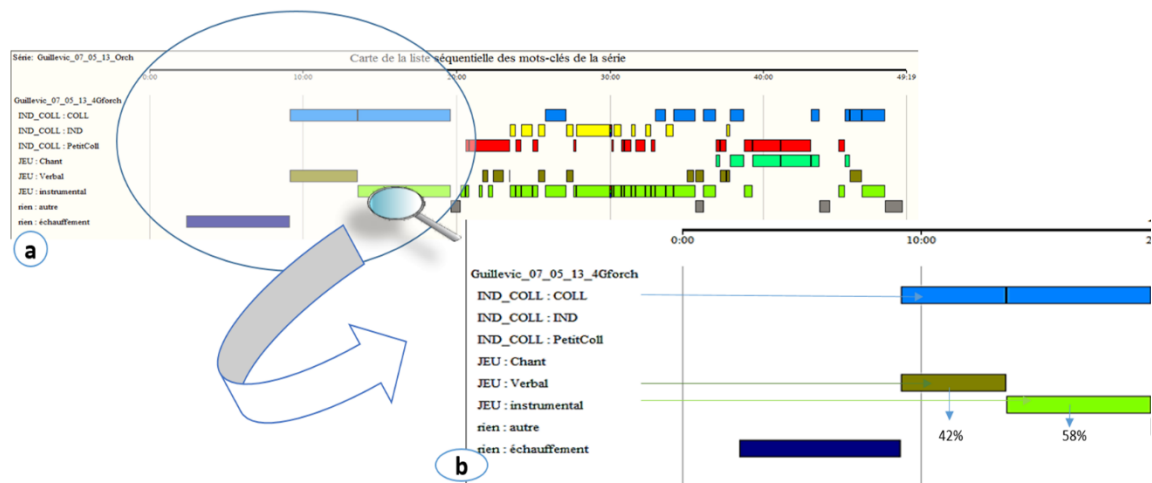 Série: Guillevic_07_05_13_Orch
Carte de la liste séquentielle des mots-clés de la série
0:00 10:00 20:00 30:00 40:00 49:19
Guillevic_07_05_13_4Gforch
IND_COLL : COLL
IND_COLL : IND
IND_COLL : PetitColl
JEU : Chant
JEU : Verbal
JEU : instrumental
rien : autre
rien : échauffement
a
0:00 10:00
Guillevic_07_05_13_4Gforch
IND_COLL : COLL
IND_COLL : IND
IND_COLL : PetitColl
JEU : Chant
JEU : Verbal
JEU : instrumental
rien : autre
42% 58%
rien : échauffement
b